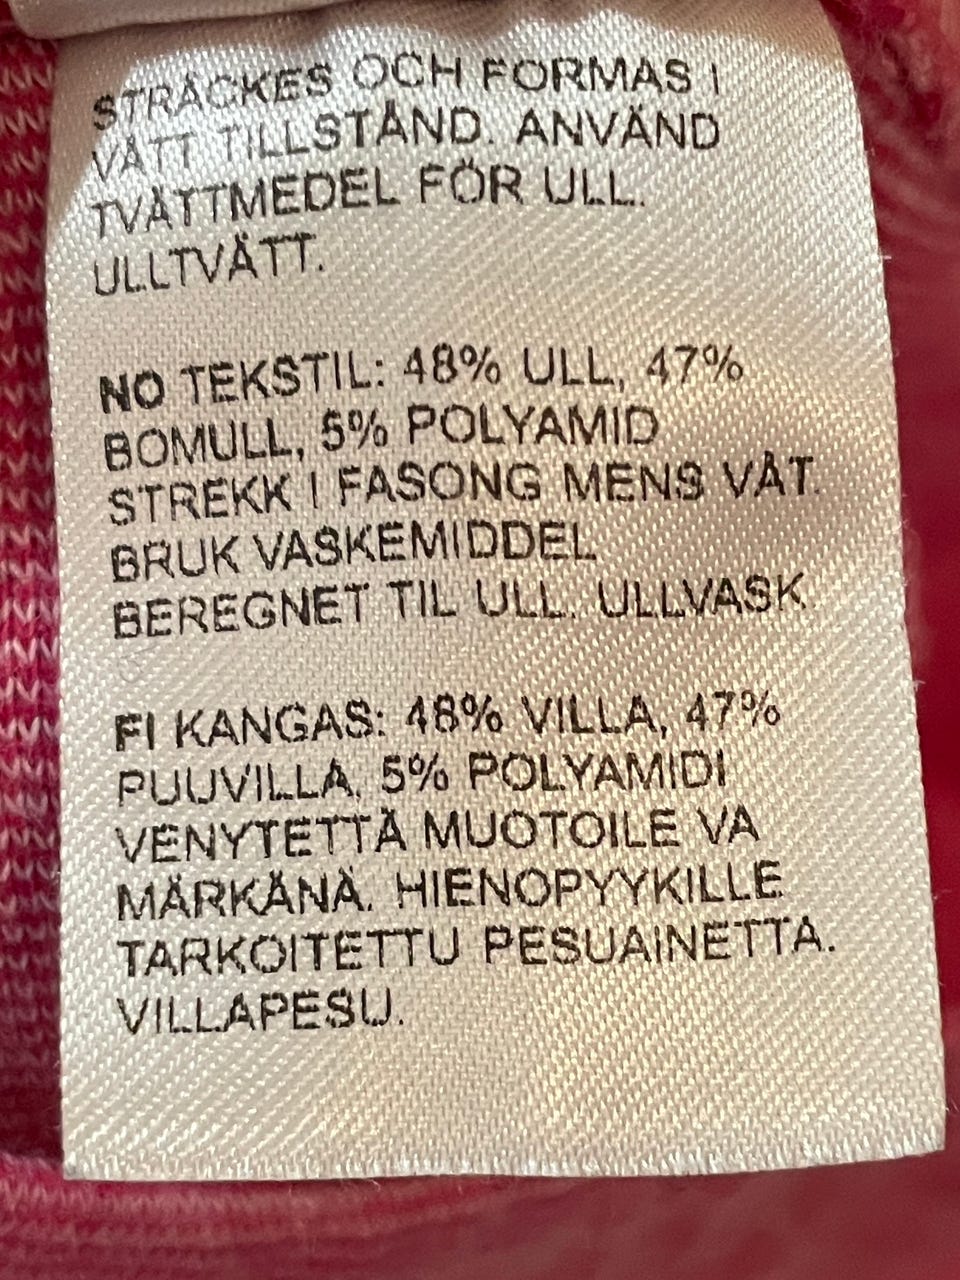 STRÄCKES OCH FORMAS I
VÅTT TILLSTÅND. ANVÄND
TVÄTTMEDEL FÖR ULL.
ULLTVÄTT.
NO TEKSTIL: 48% ULL, 47%
BOMULL, 5% POLYAMID
STREKK I FASONG MENS VÅT.
BRUK VASKEMIDDEL
BEREGNET TIL ULL. ULLVASK.
FI KANGAS: 48% VILLA, 47%
PUUVILLA, 5% POLYAMIDI
VENYTETTÄ MUOTOILE VA
MÄRKÄNÄ. HIENOPYYKILLE
TARKOITETTU PESUAINETTA.
VILLAPESU.